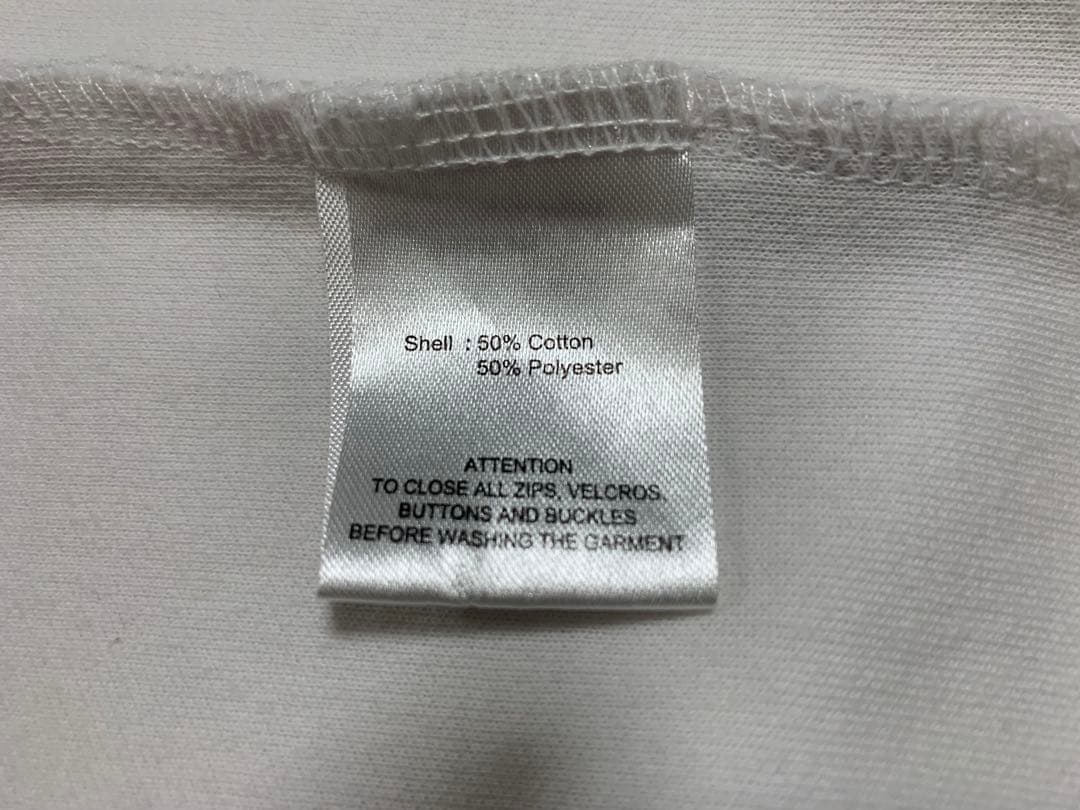 Shell : 50% Cotton
50% Polyester
ATTENTION
TO CLOSE ALL ZIPS, VELCROS,
BUTTONS AND BUCKLES
BEFORE WASHING THE GARMENT